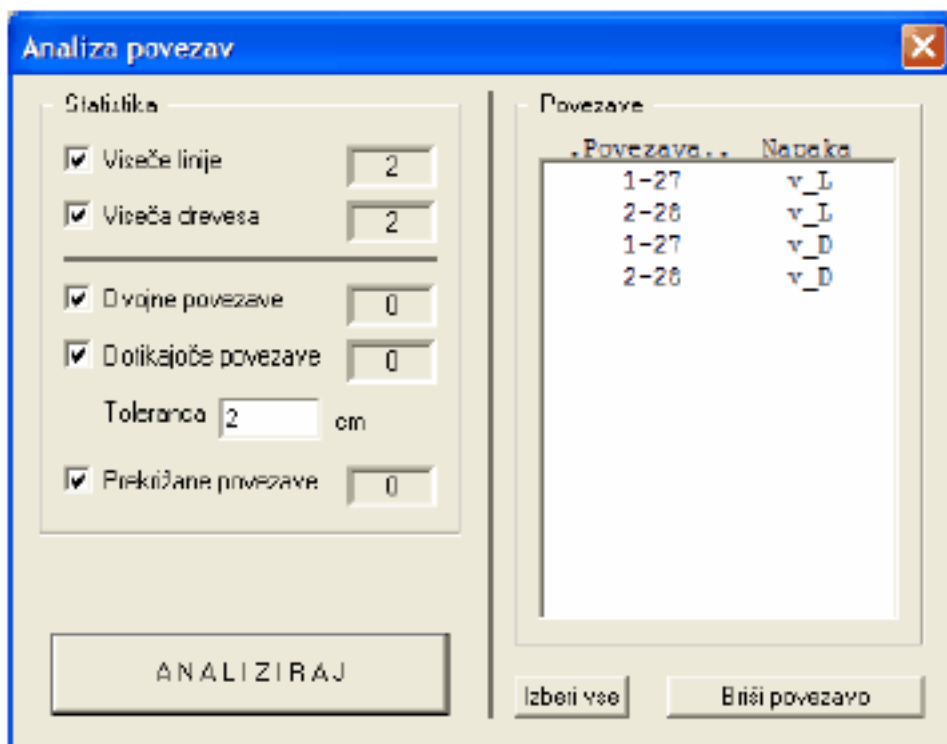 Analiza povezav
Statistika
Viseče linije 2
Viseča drevesa 2
Dvojne povezave 0
Dotikajoče povezave 0
Toleranca 2 cm
Prekrižane povezave 0
ANALIZIRAJ
Povezave
.Povezava.. Napaka
1-27 v_L
2-28 v_L
1-27 v_D
2-28 v_D
Izberi vse
Briši povezavo